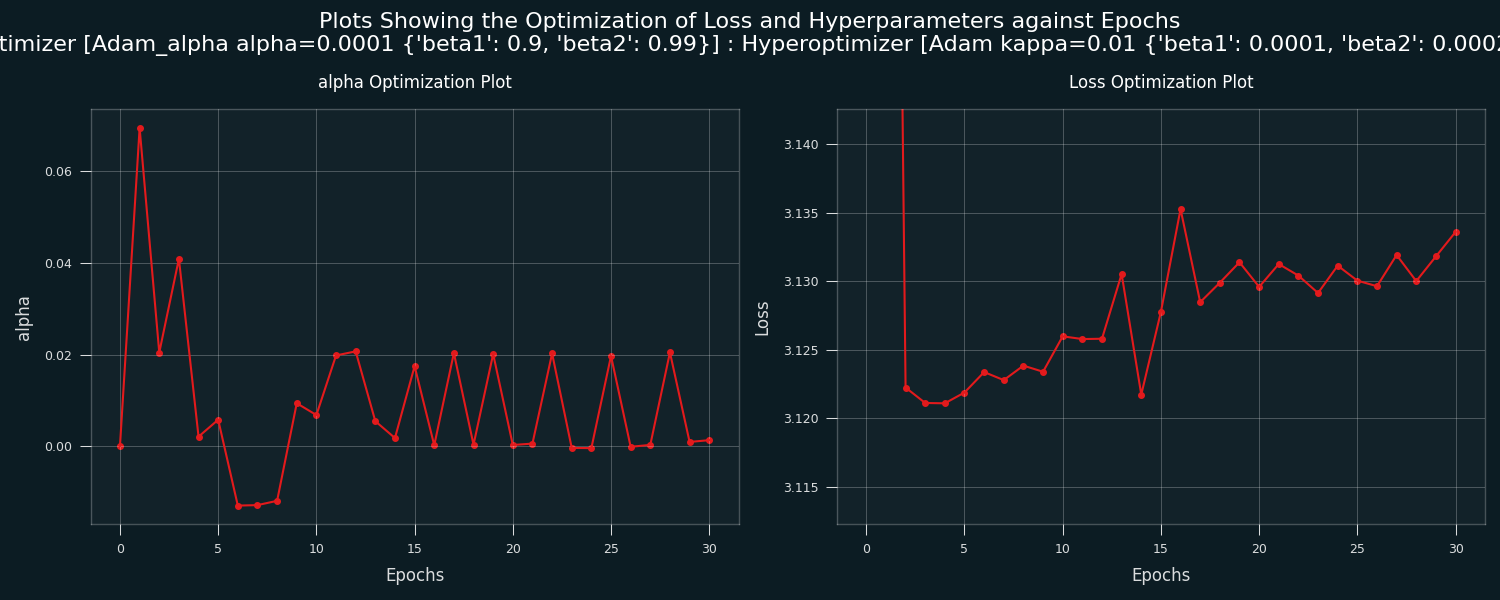 Plots Showing the Optimization of Loss and Hyperparameters against Epochs
timizer [Adam_alpha alpha=0.0001 {'beta1': 0.9, 'beta2': 0.99}] : Hyperoptimizer [Adam kappa=0.01 {'beta1': 0.0001, 'beta2': 0.0002
alpha Optimization Plot
0.06
0.04
0.02
0.00
alpha
0 5 10 15 20 25 30
Epochs
Loss Optimization Plot
3.140
3.135
3.130
3.125
3.120
3.115
Loss
0 5 10 15 20 25 30
Epochs